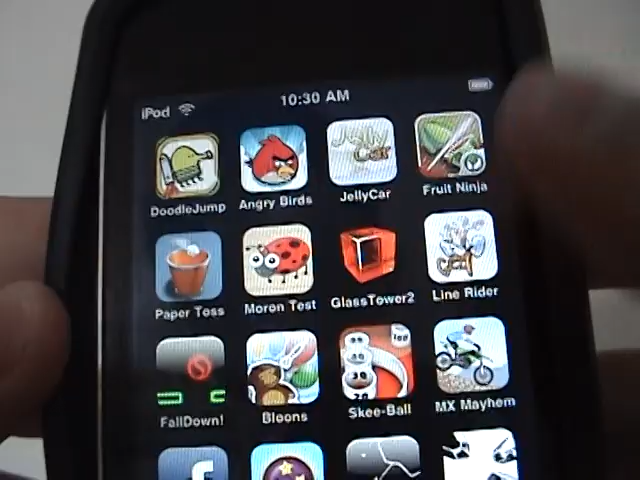 iPod 10:30 AM
DoodleJump Angry Birds JellyCar Fruit Ninja
Paper Toss Moron Test GlassTower2 Line Rider
FallDown! Bloons Skee-Ball MX Mayhem